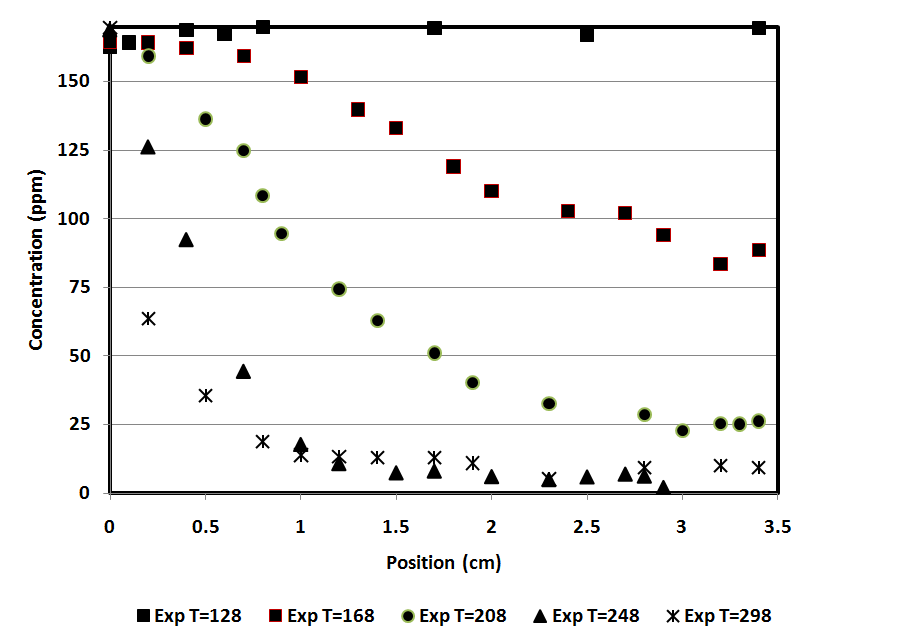 150
125
100
75
50
25
0
Concentration (ppm)
0 0.5 1 1.5 2 2.5 3 3.5
Position (cm)
Exp T=128 Exp T=168 Exp T=208 Exp T=248 Exp T=298